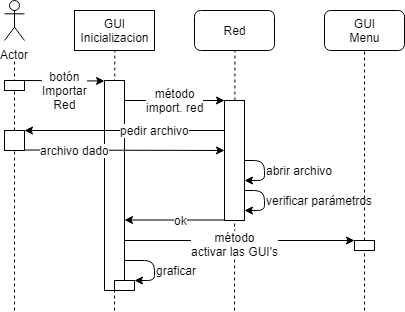 GUI
Inicializacion
Red
GUI
Menu
Actor
botón
Importar
Red
método
import. red
pedir archivo
archivo dado
abrir archivo
verificar parámetros
ok
método
activar las GUI's
graficar